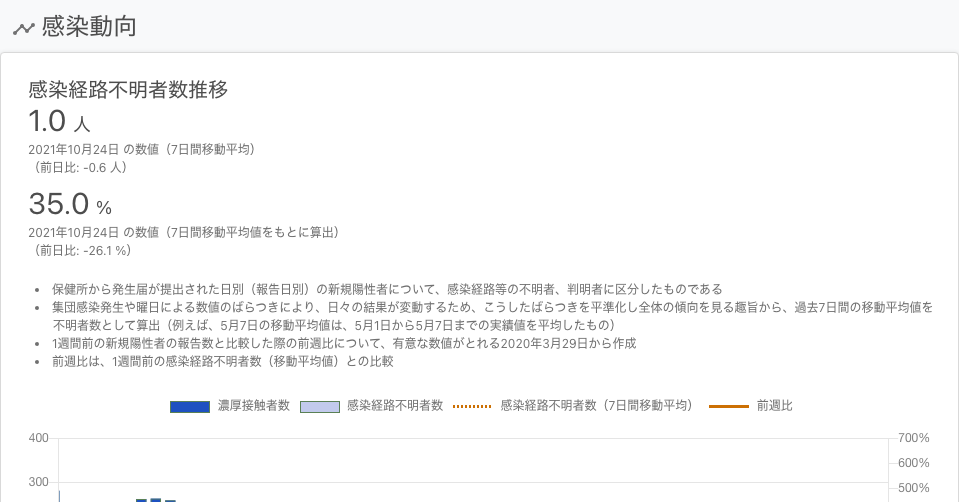 感染動向
感染経路不明者数推移
1.0 人
2021年10月24日 の数値（7日間移動平均）
（前日比: -0.6 人）
35.0 %
2021年10月24日 の数値（7日間移動平均値をもとに算出）
（前日比: -26.1 %）
• 保健所から発生届が提出された日別（報告日別）の新規陽性者について、感染経路等の不明者、判明者に区分したものである
• 集団感染発生や曜日による数値のばらつきにより、日々の結果が変動するため、こうしたばらつきを平準化し全体の傾向を見る趣旨から、過去7日間の移動平均値を
不明者数として算出（例えば、5月7日の移動平均値は、5月1日から5月7日までの実績値を平均したもの）
• 1週間前の新規陽性者の報告数と比較した際の前週比について、有意な数値がとれる2020年3月29日から作成
• 前週比は、1週間前の感染経路不明者数（移動平均値）との比較
濃厚接触者数 感染経路不明者数 感染経路不明者数（7日間移動平均） 前週比
400 700%
600%
300 500%